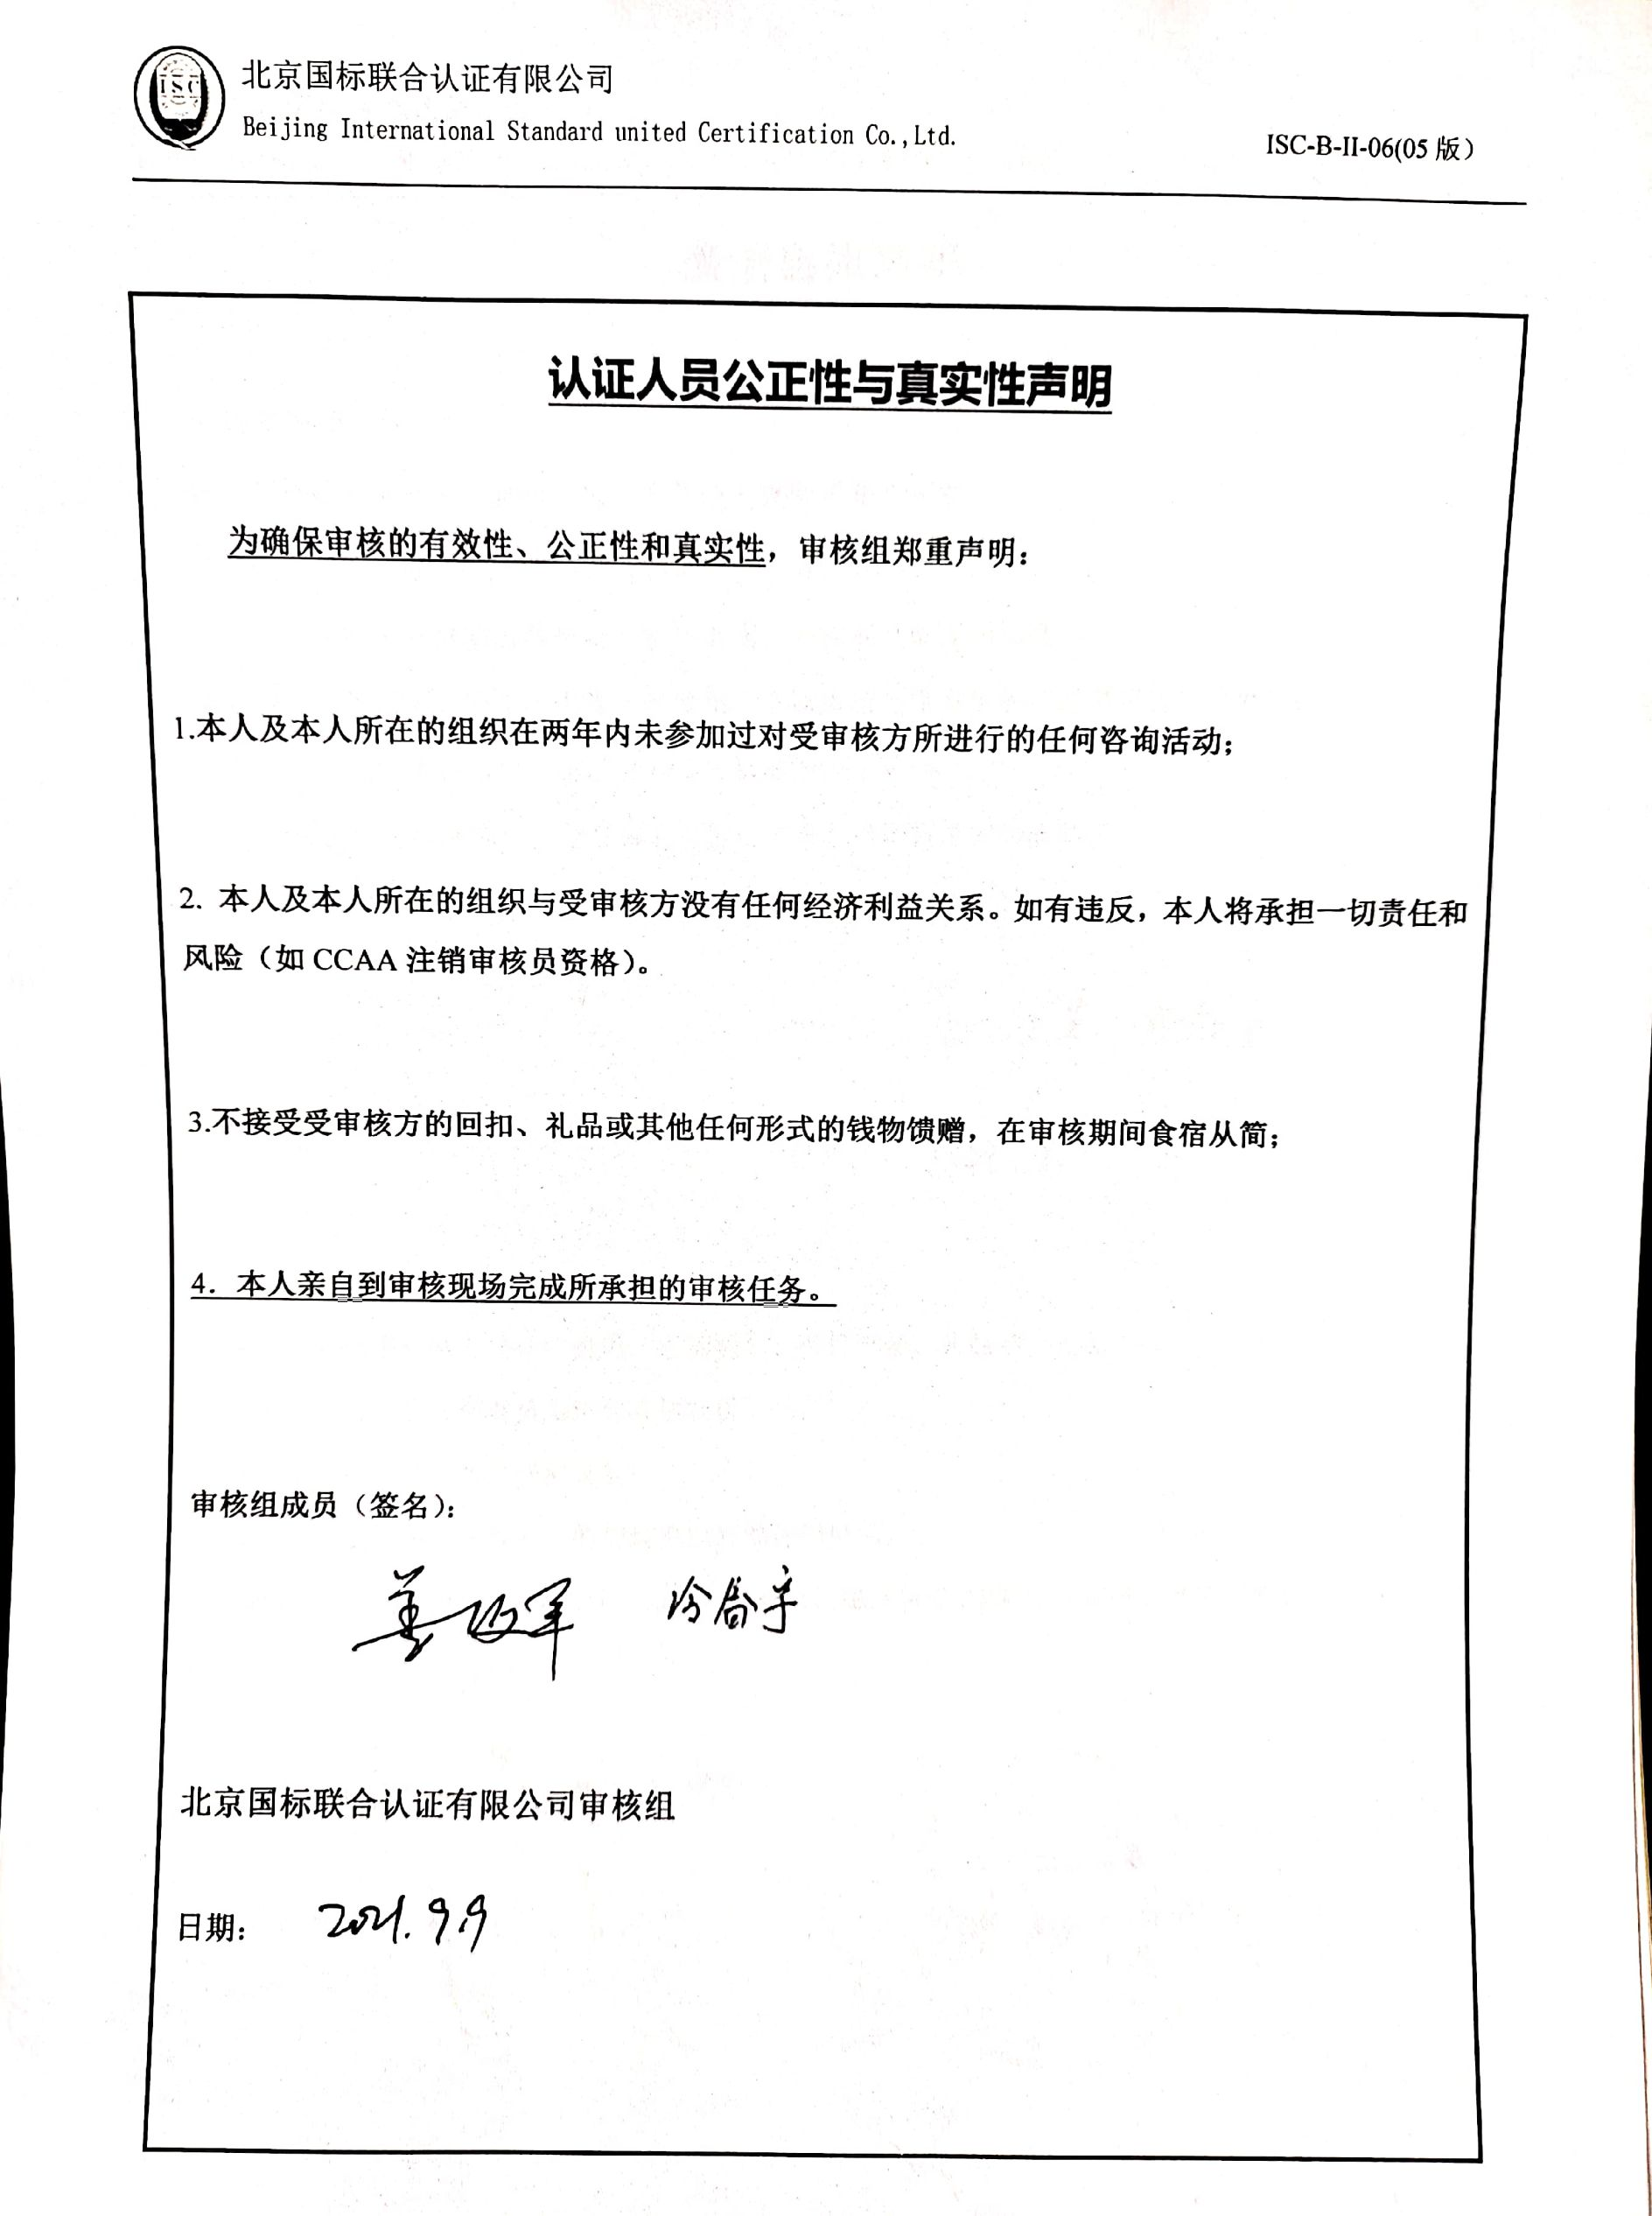 ISC
北京国标联合认证有限公司
Beijing International Standard united Certification Co.,Ltd.
ISC-B-II-06(05 版)
认证人员公正性与真实性声明
为确保审核的有效性、公正性和真实性，审核组郑重声明：
1.本人及本人所在的组织在两年内未参加过对受审核方所进行的任何咨询活动；
2. 本人及本人所在的组织与受审核方没有任何经济利益关系。如有违反，本人将承担一切责任和
风险（如 CCAA 注销审核员资格）。
3.不接受受审核方的回扣、礼品或其他任何形式的钱物馈赠，在审核期间食宿从简；
4. 本人亲自到审核现场完成所承担的审核任务。
审核组成员（签名）：
北京国标联合认证有限公司审核组
日期： 2021.9.9